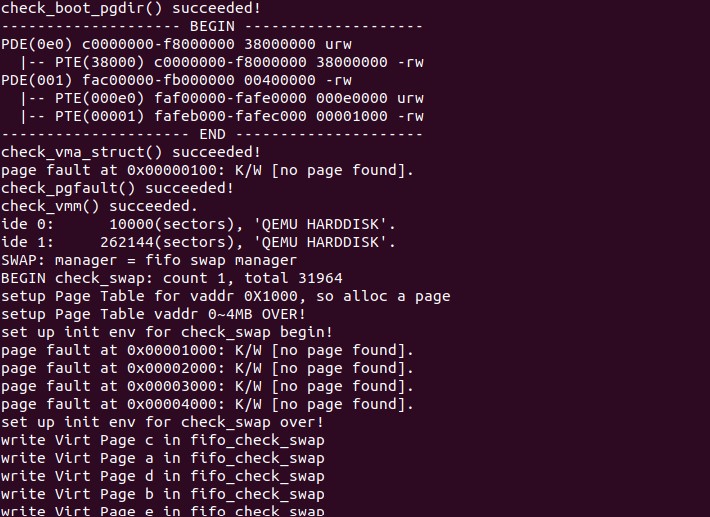 check_boot_pgdir() succeeded!
-------------------- BEGIN --------------------
PDE(0e0) c0000000-f8000000 38000000 urw
  |-- PTE(38000) c0000000-f8000000 38000000 -rw
PDE(001) fac00000-fb000000 00400000 -rw
  |-- PTE(000e0) faf00000-fafe0000 000e0000 urw
  |-- PTE(00001) fafeb000-fafec000 00001000 -rw
--------------------- END ---------------------
check_vma_struct() succeeded!
page fault at 0x00000100: K/W [no page found].
check_pgfault() succeeded!
check_vmm() succeeded.
ide 0:      10000(sectors), 'QEMU HARDDISK'.
ide 1:     262144(sectors), 'QEMU HARDDISK'.
SWAP: manager = fifo swap manager
BEGIN check_swap: count 1, total 31964
setup Page Table for vaddr 0X1000, so alloc a page
setup Page Table vaddr 0~4MB OVER!
set up init env for check_swap begin!
page fault at 0x00001000: K/W [no page found].
page fault at 0x00002000: K/W [no page found].
page fault at 0x00003000: K/W [no page found].
page fault at 0x00004000: K/W [no page found].
set up init env for check_swap over!
write Virt Page c in fifo_check_swap
write Virt Page a in fifo_check_swap
write Virt Page d in fifo_check_swap
write Virt Page b in fifo_check_swap
write Virt Page e in fifo_check_swap